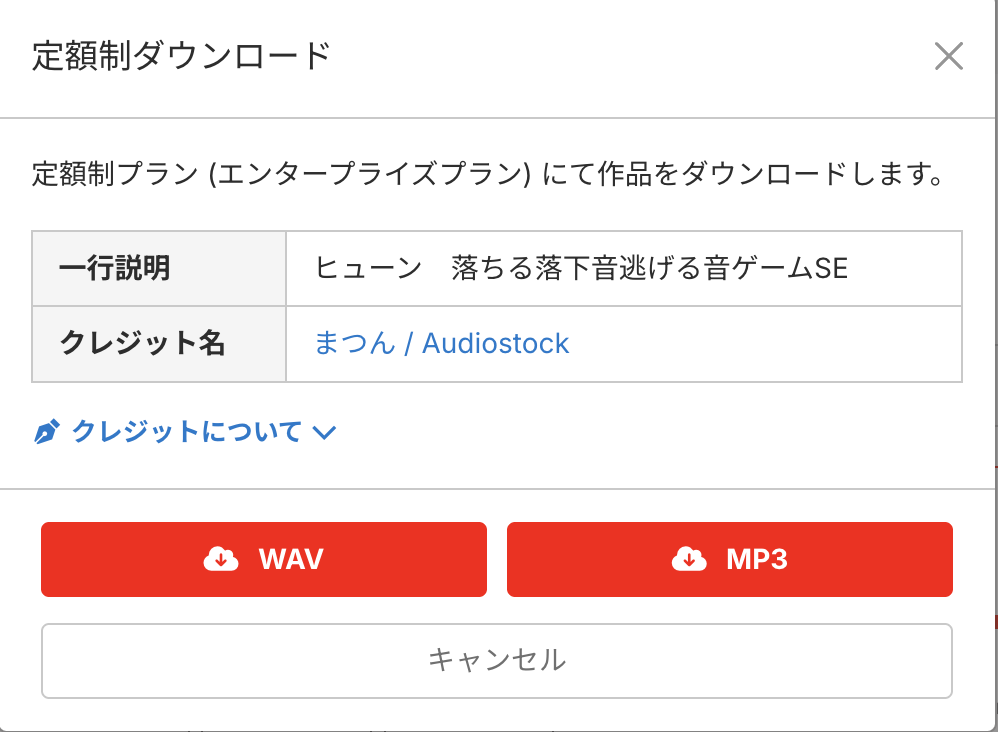 定額制ダウンロード
定額制プラン (エンタープライズプラン) にて作品をダウンロードします。
一行説明
ヒューン　落ちる落下音逃げる音ゲームSE
クレジット名
まつん / Audiostock
クレジットについて
WAV
MP3
キャンセル